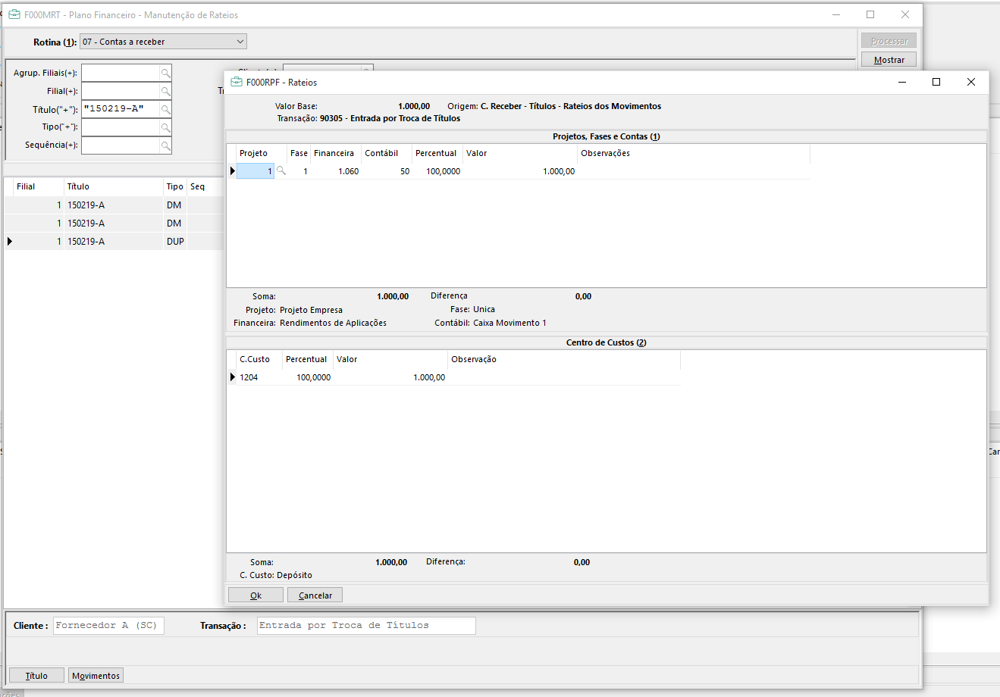 F000MRT - Plano Financeiro - Manutenção de Rateios
Rotina (1): 07 - Contas a receber
Processar
Mostrar
Agrup. Filiais(+):
Filial(+):
Título("+"): "150219-A"
Tipo("+"):
Sequência(+):
Filial Título Tipo Seq
1 150219-A DM
1 150219-A DM
1 150219-A DUP
F000RPF - Rateios
Valor Base: 1.000,00 Origem: C. Receber - Títulos - Rateios dos Movimentos
Transação: 90305 - Entrada por Troca de Títulos
Projetos, Fases e Contas (1)
Projeto Fase Financeira Contábil Percentual Valor Observações
1 1 1.060 50 100,0000 1.000,00
Soma: 1.000,00 Diferença 0,00
Projeto: Projeto Empresa Fase: Unica
Financeira: Rendimentos de Aplicações Contábil: Caixa Movimento 1
Centro de Custos (2)
C.Custo Percentual Valor Observação
1204 100,0000 1.000,00
Soma: 1.000,00 Diferença: 0,00
C. Custo: Depósito
Ok Cancelar
Cliente : Fornecedor A (SC) Transação : Entrada por Troca de Títulos
Título Movimentos